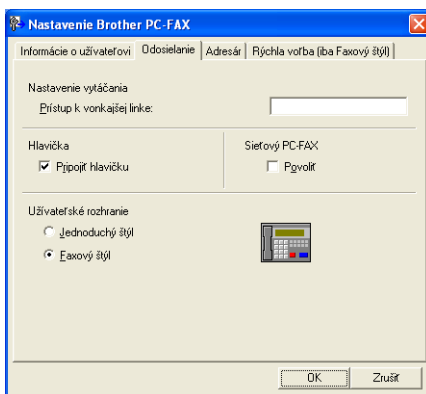 Nastavenie Brother PC-FAX
Informácie o užívateľovi Odosielanie Adresár Rýchla voľba (iba Faxový štýl)
Nastavenie vytáčania
Prístup k vonkajšej linke:
Hlavička Sieťový PC-FAX
Pripojiť hlavičku Povoliť
Užívateľské rozhranie
Jednoduchý štýl
Faxový štýl
OK Zrušiť